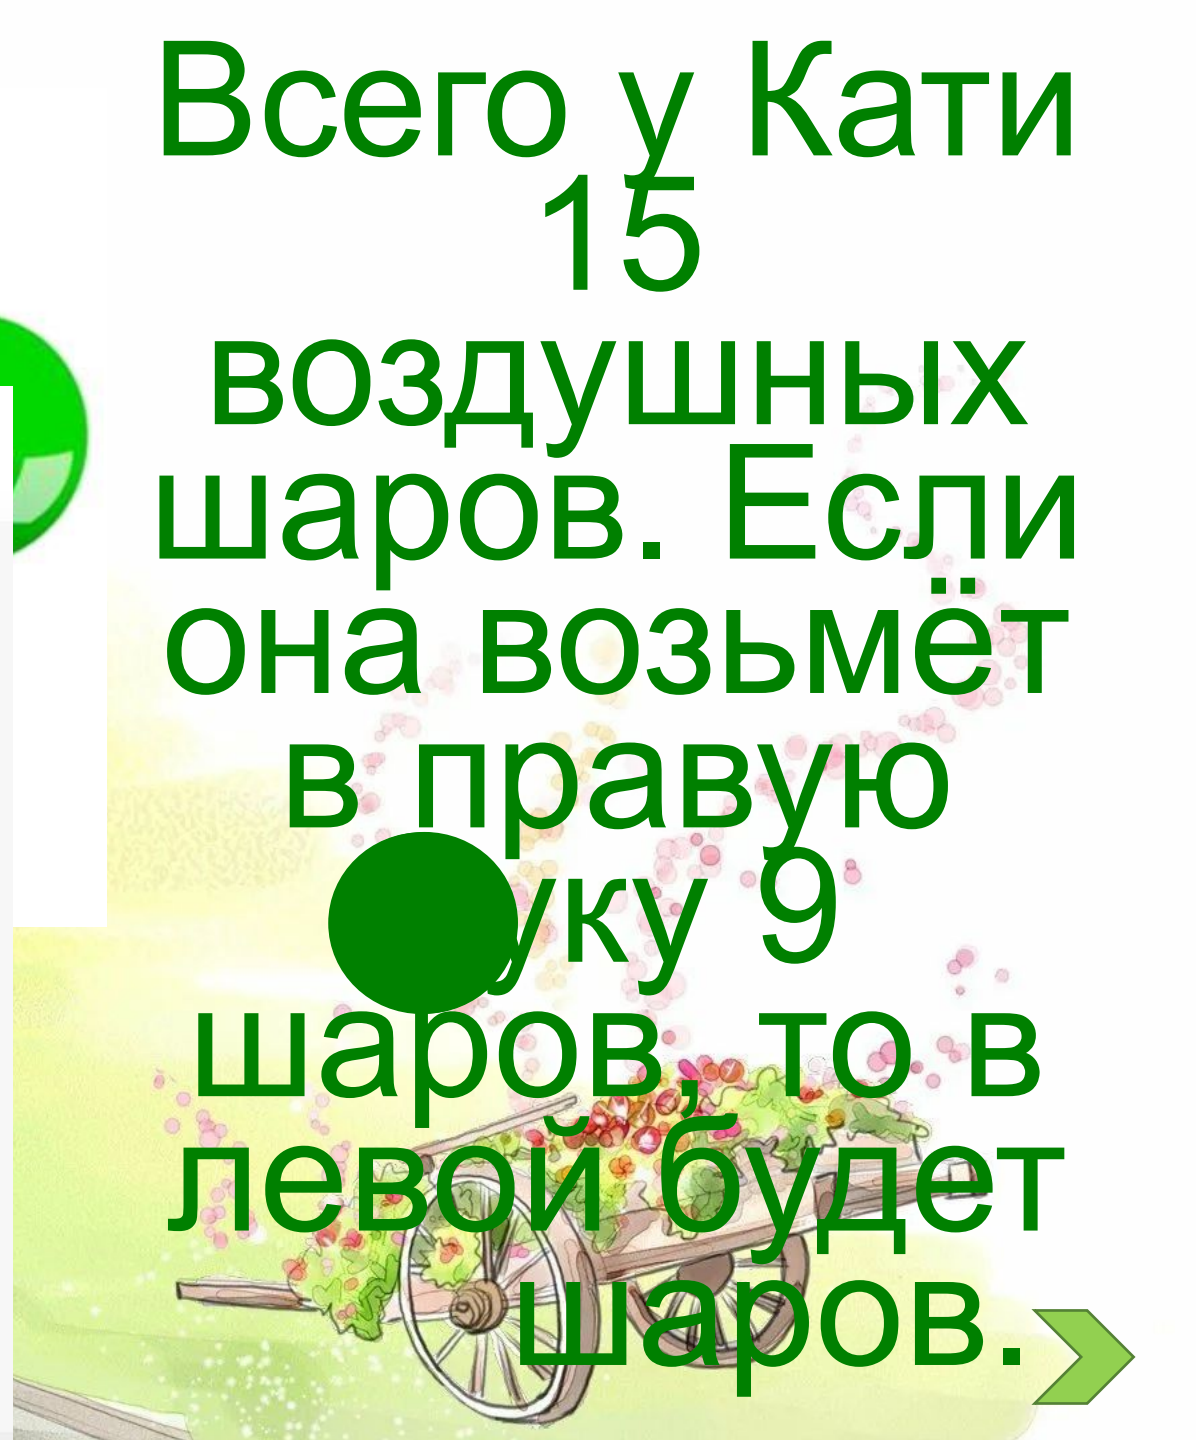 Всего у Кати
15
воздушных
шаров. Если
она возьмёт
в правую
уку 9
шаров, то в
левой будет
шаров.